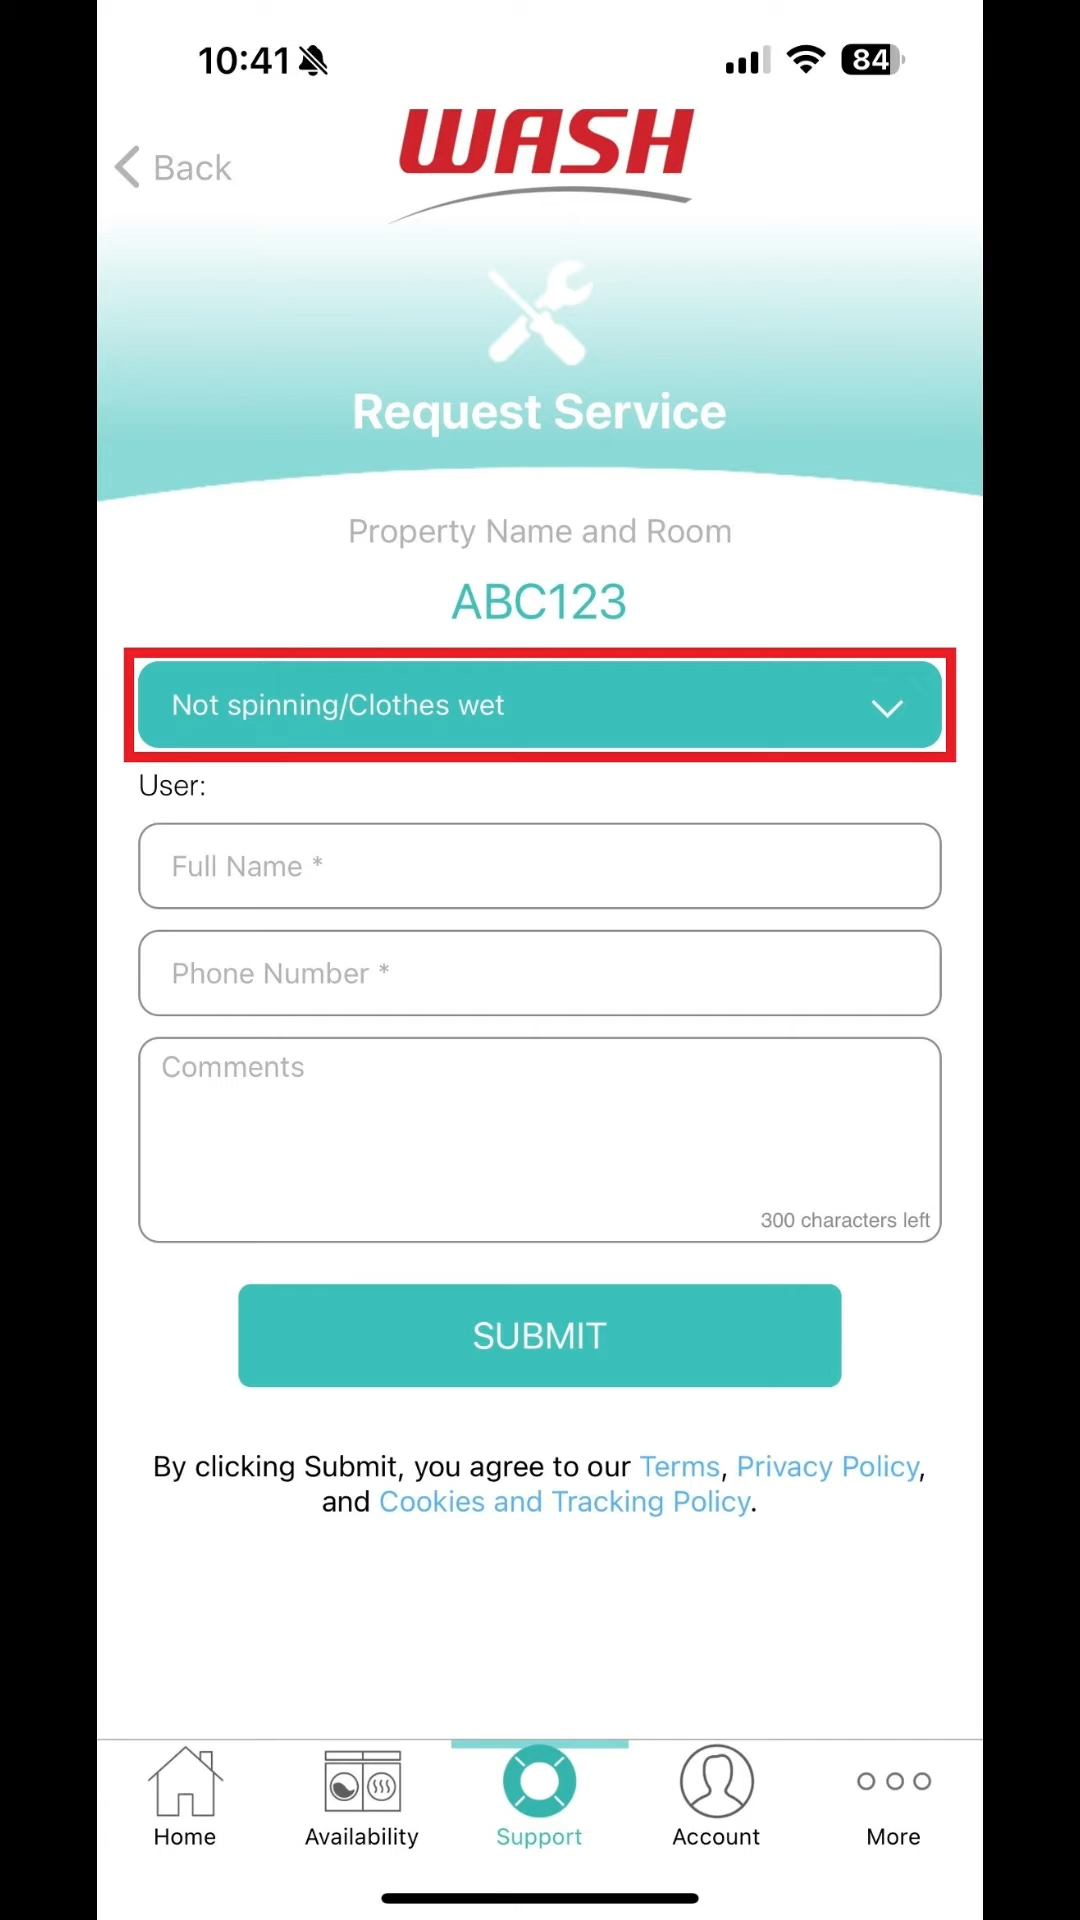 10:41
84
Back
WASH
Request Service
Property Name and Room
ABC123
Not spinning/Clothes wet
User:
Full Name *
Phone Number *
Comments
300 characters left
SUBMIT
By clicking Submit, you agree to our Terms, Privacy Policy,
and Cookies and Tracking Policy.
Home
Availability
Support
Account
More